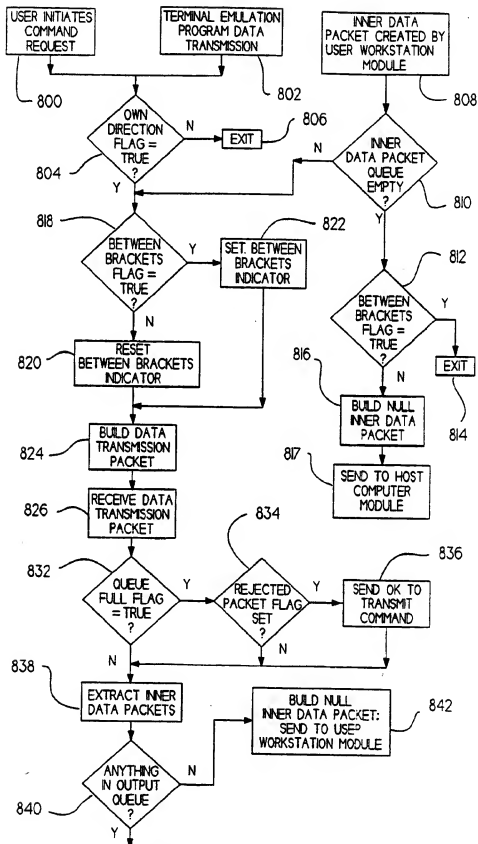 USER INITIATES
COMMAND
REQUEST
800
TERMINAL EMULATION
PROGRAM DATA
TRANSMISSION
802
INNER DATA
PACKET CREATED BY
USER WORKSTATION
MODULE
808
OWN
DIRECTION
FLAG =
TRUE
?
804
N
EXIT
806
Y
INNER
DATA PACKET
QUEUE
EMPTY
?
810
N
Y
818
BETWEEN
BRACKETS
FLAG =
TRUE
?
Y
N
822
SET BETWEEN
BRACKETS
INDICATOR
812
BETWEEN
BRACKETS
FLAG =
TRUE
?
Y
N
EXIT
814
820
RESET
BETWEEN BRACKETS
INDICATOR
816
BUILD NULL
INNER DATA
PACKET
817
SEND TO HOST
COMPUTER
MODULE
824
BUILD DATA
TRANSMISSION
PACKET
826
RECEIVE DATA
TRANSMISSION
PACKET
832
QUEUE
FULL FLAG
= TRUE
?
Y
N
834
REJECTED
PACKET FLAG
SET
?
Y
N
836
SEND OK TO
TRANSMIT
COMMAND
838
EXTRACT INNER
DATA PACKETS
840
ANYTHING
IN OUTPUT
QUEUE
?
N
Y
BUILD NULL
INNER DATA PACKET:
SEND TO USER
WORKSTATION MODULE
842